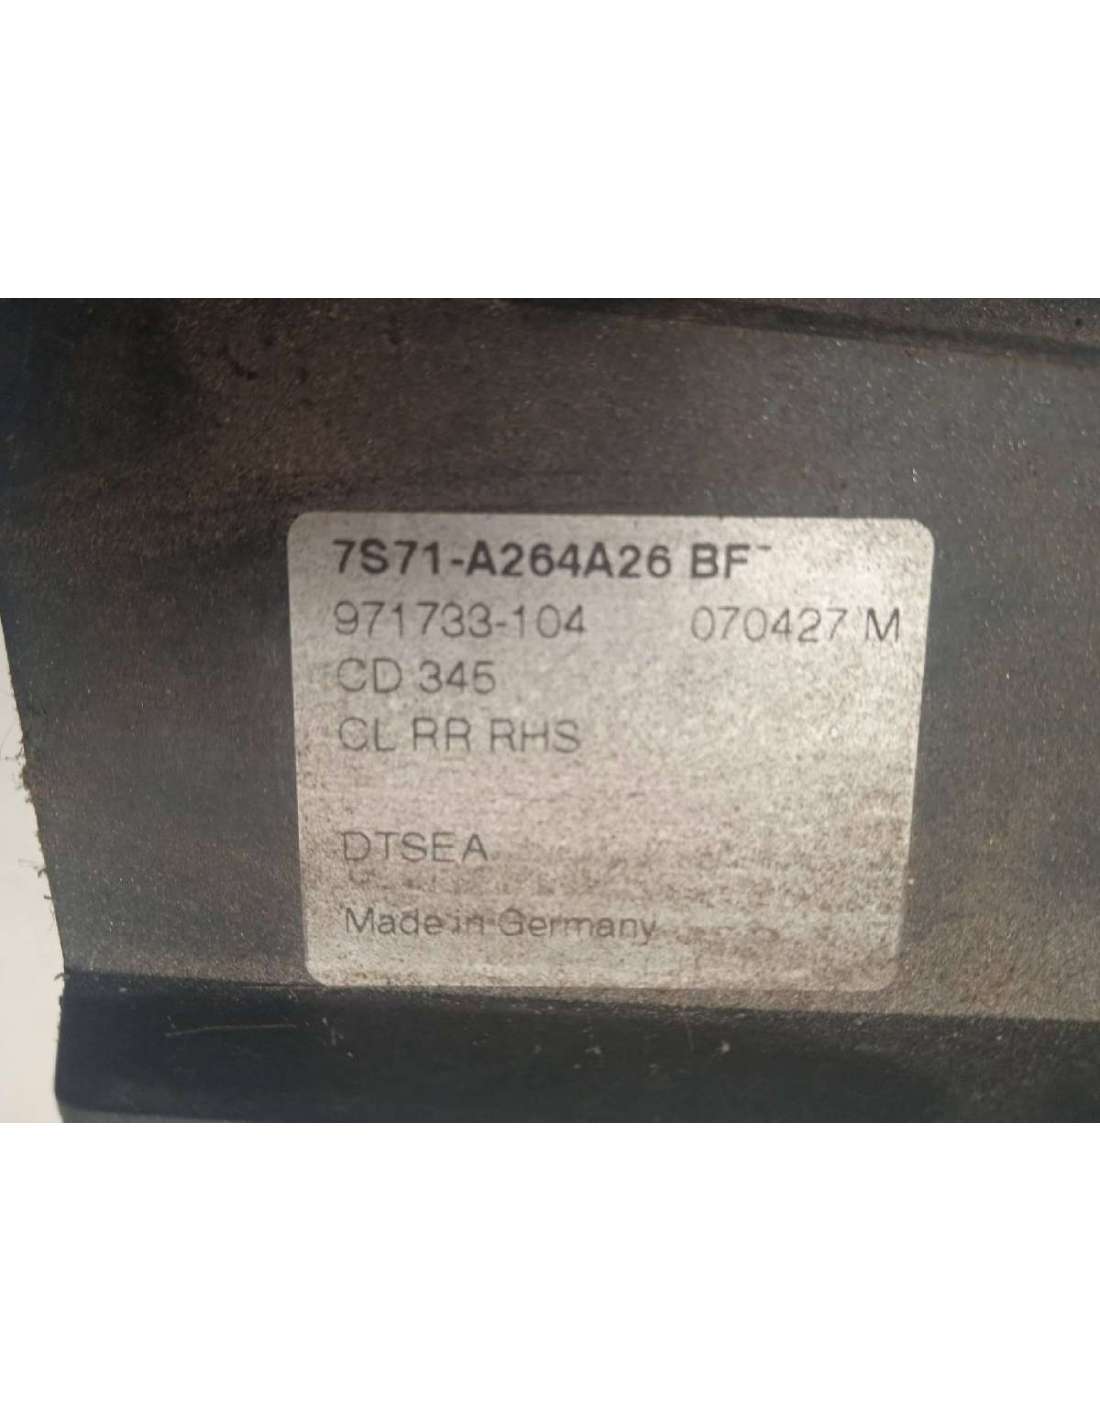 7S71-A264A26 BF
971733-104 070427 M
CD 345
CL RR RHS
DTSEA
Made in Germany